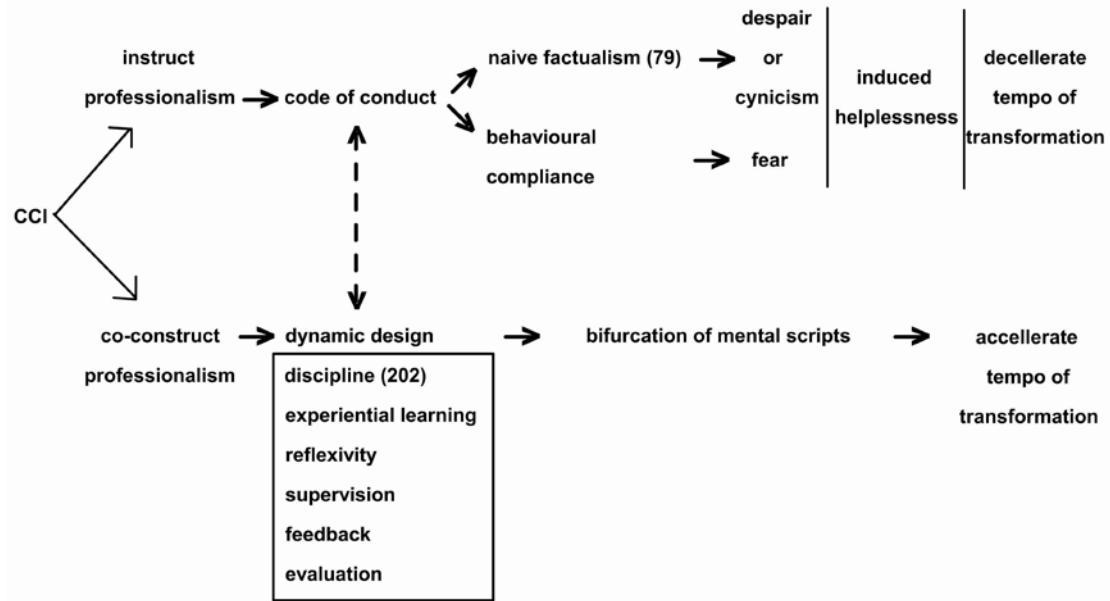 instruct
professionalism
code of conduct
naive factualism (79)
behavioural
compliance
despair
or
cynicism
fear
induced
helplessness
decellerate
tempo of
transformation
CCI
co-construct
professionalism
dynamic design
discipline (202)
experiential learning
reflexivity
supervision
feedback
evaluation
bifurcation of mental scripts
accellerate
tempo of
transformation